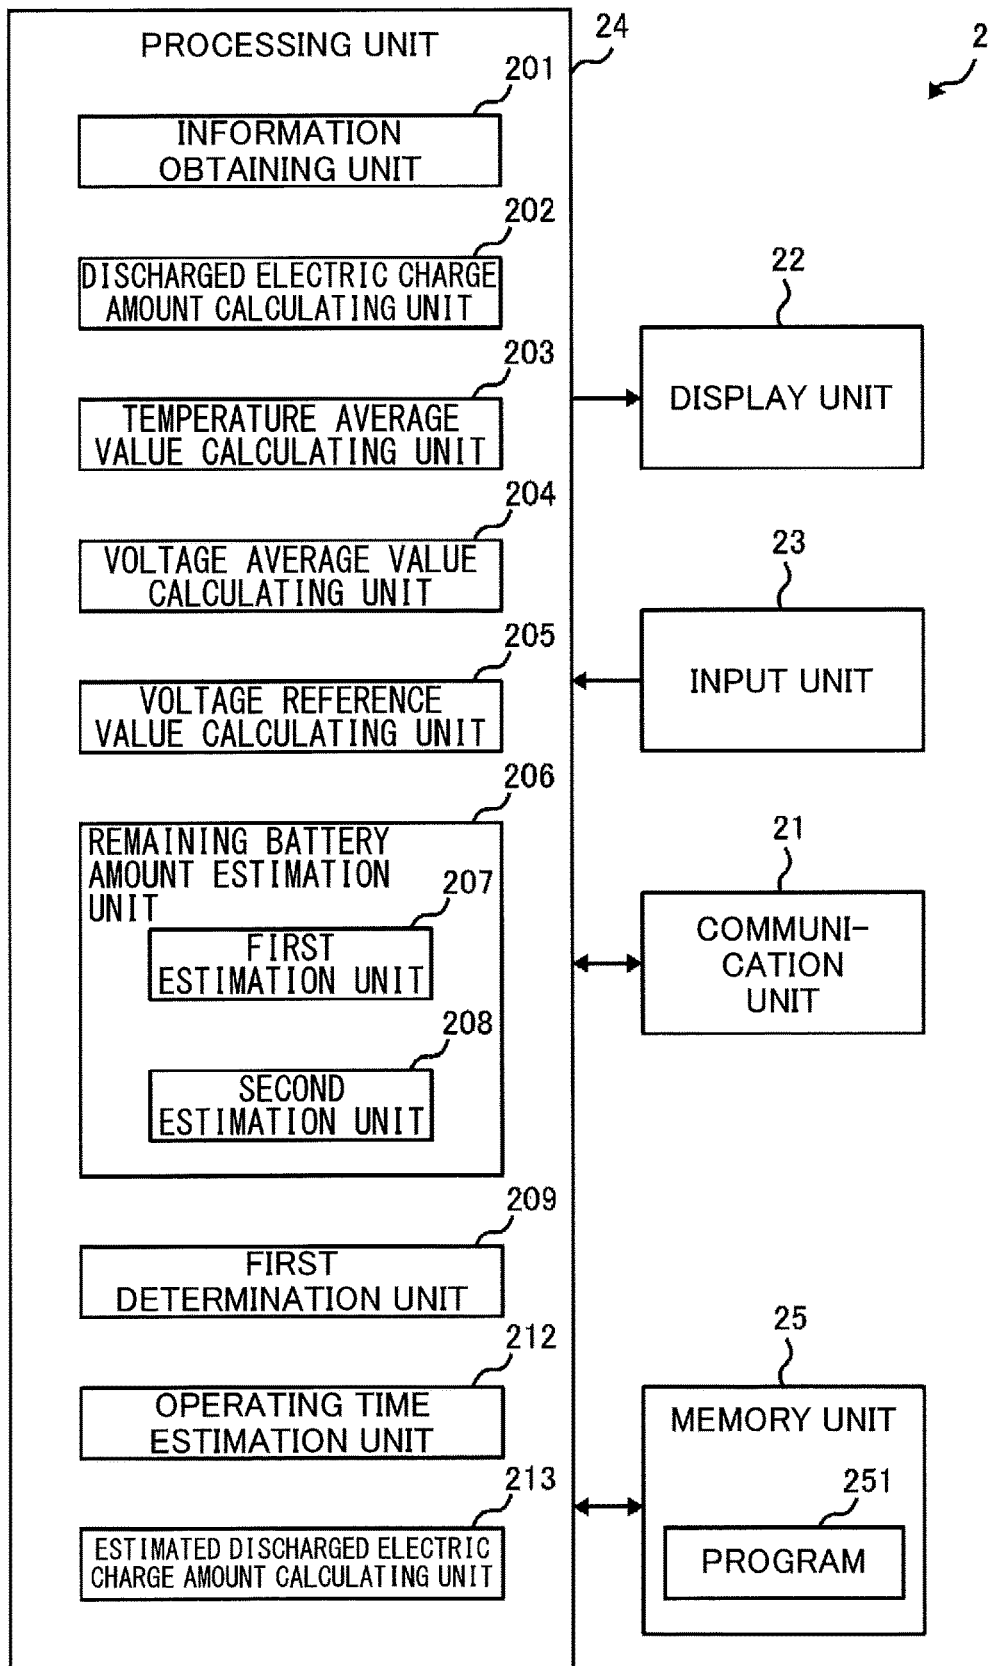 PROCESSING UNIT
24
2
201
INFORMATION
OBTAINING UNIT
202
DISCHARGED ELECTRIC CHARGE
AMOUNT CALCULATING UNIT
203
TEMPERATURE AVERAGE
VALUE CALCULATING UNIT
204
VOLTAGE AVERAGE VALUE
CALCULATING UNIT
205
VOLTAGE REFERENCE
VALUE CALCULATING UNIT
206
REMAINING BATTERY
AMOUNT ESTIMATION
UNIT
207
FIRST
ESTIMATION UNIT
208
SECOND
ESTIMATION UNIT
209
FIRST
DETERMINATION UNIT
212
OPERATING TIME
ESTIMATION UNIT
213
ESTIMATED DISCHARGED ELECTRIC
CHARGE AMOUNT CALCULATING UNIT
22
DISPLAY UNIT
23
INPUT UNIT
21
COMMUNI-
CATION
UNIT
25
MEMORY UNIT
251
PROGRAM